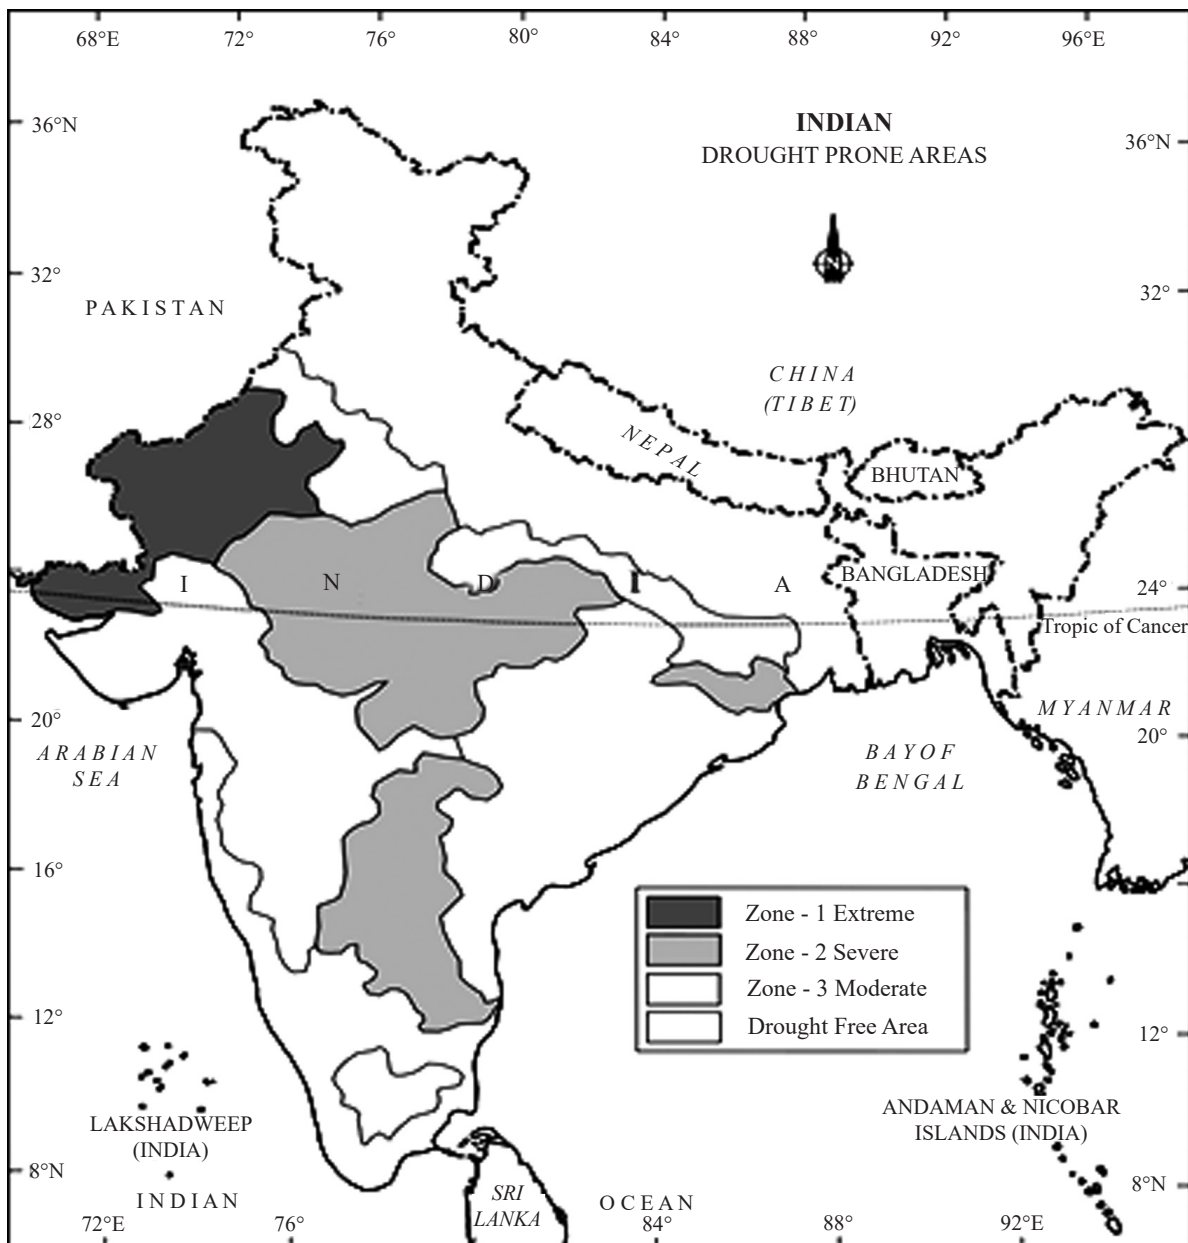 68°E 72° 76° 80° 84° 88° 92° 96°E
36°N
INDIAN
DROUGHT PRONE AREAS
36°N
N
32°
32°
PAKISTAN
CHINA
(TIBET)
28°
NEPAL
BHUTAN
BANGLADESH
I N D I A
24°
Tropic of Cancer
20°
MYANMAR
20°
ARABIAN
SEA
BAYOF
BENGAL
16°
Zone - 1 Extreme
Zone - 2 Severe
Zone - 3 Moderate
Drought Free Area
12°
12°
LAKSHADWEEP
(INDIA)
ANDAMAN & NICOBAR
ISLANDS (INDIA)
8°N
8°N
INDIAN
SRI
LANKA
OCEAN
72°E 76° 84° 88° 92°E